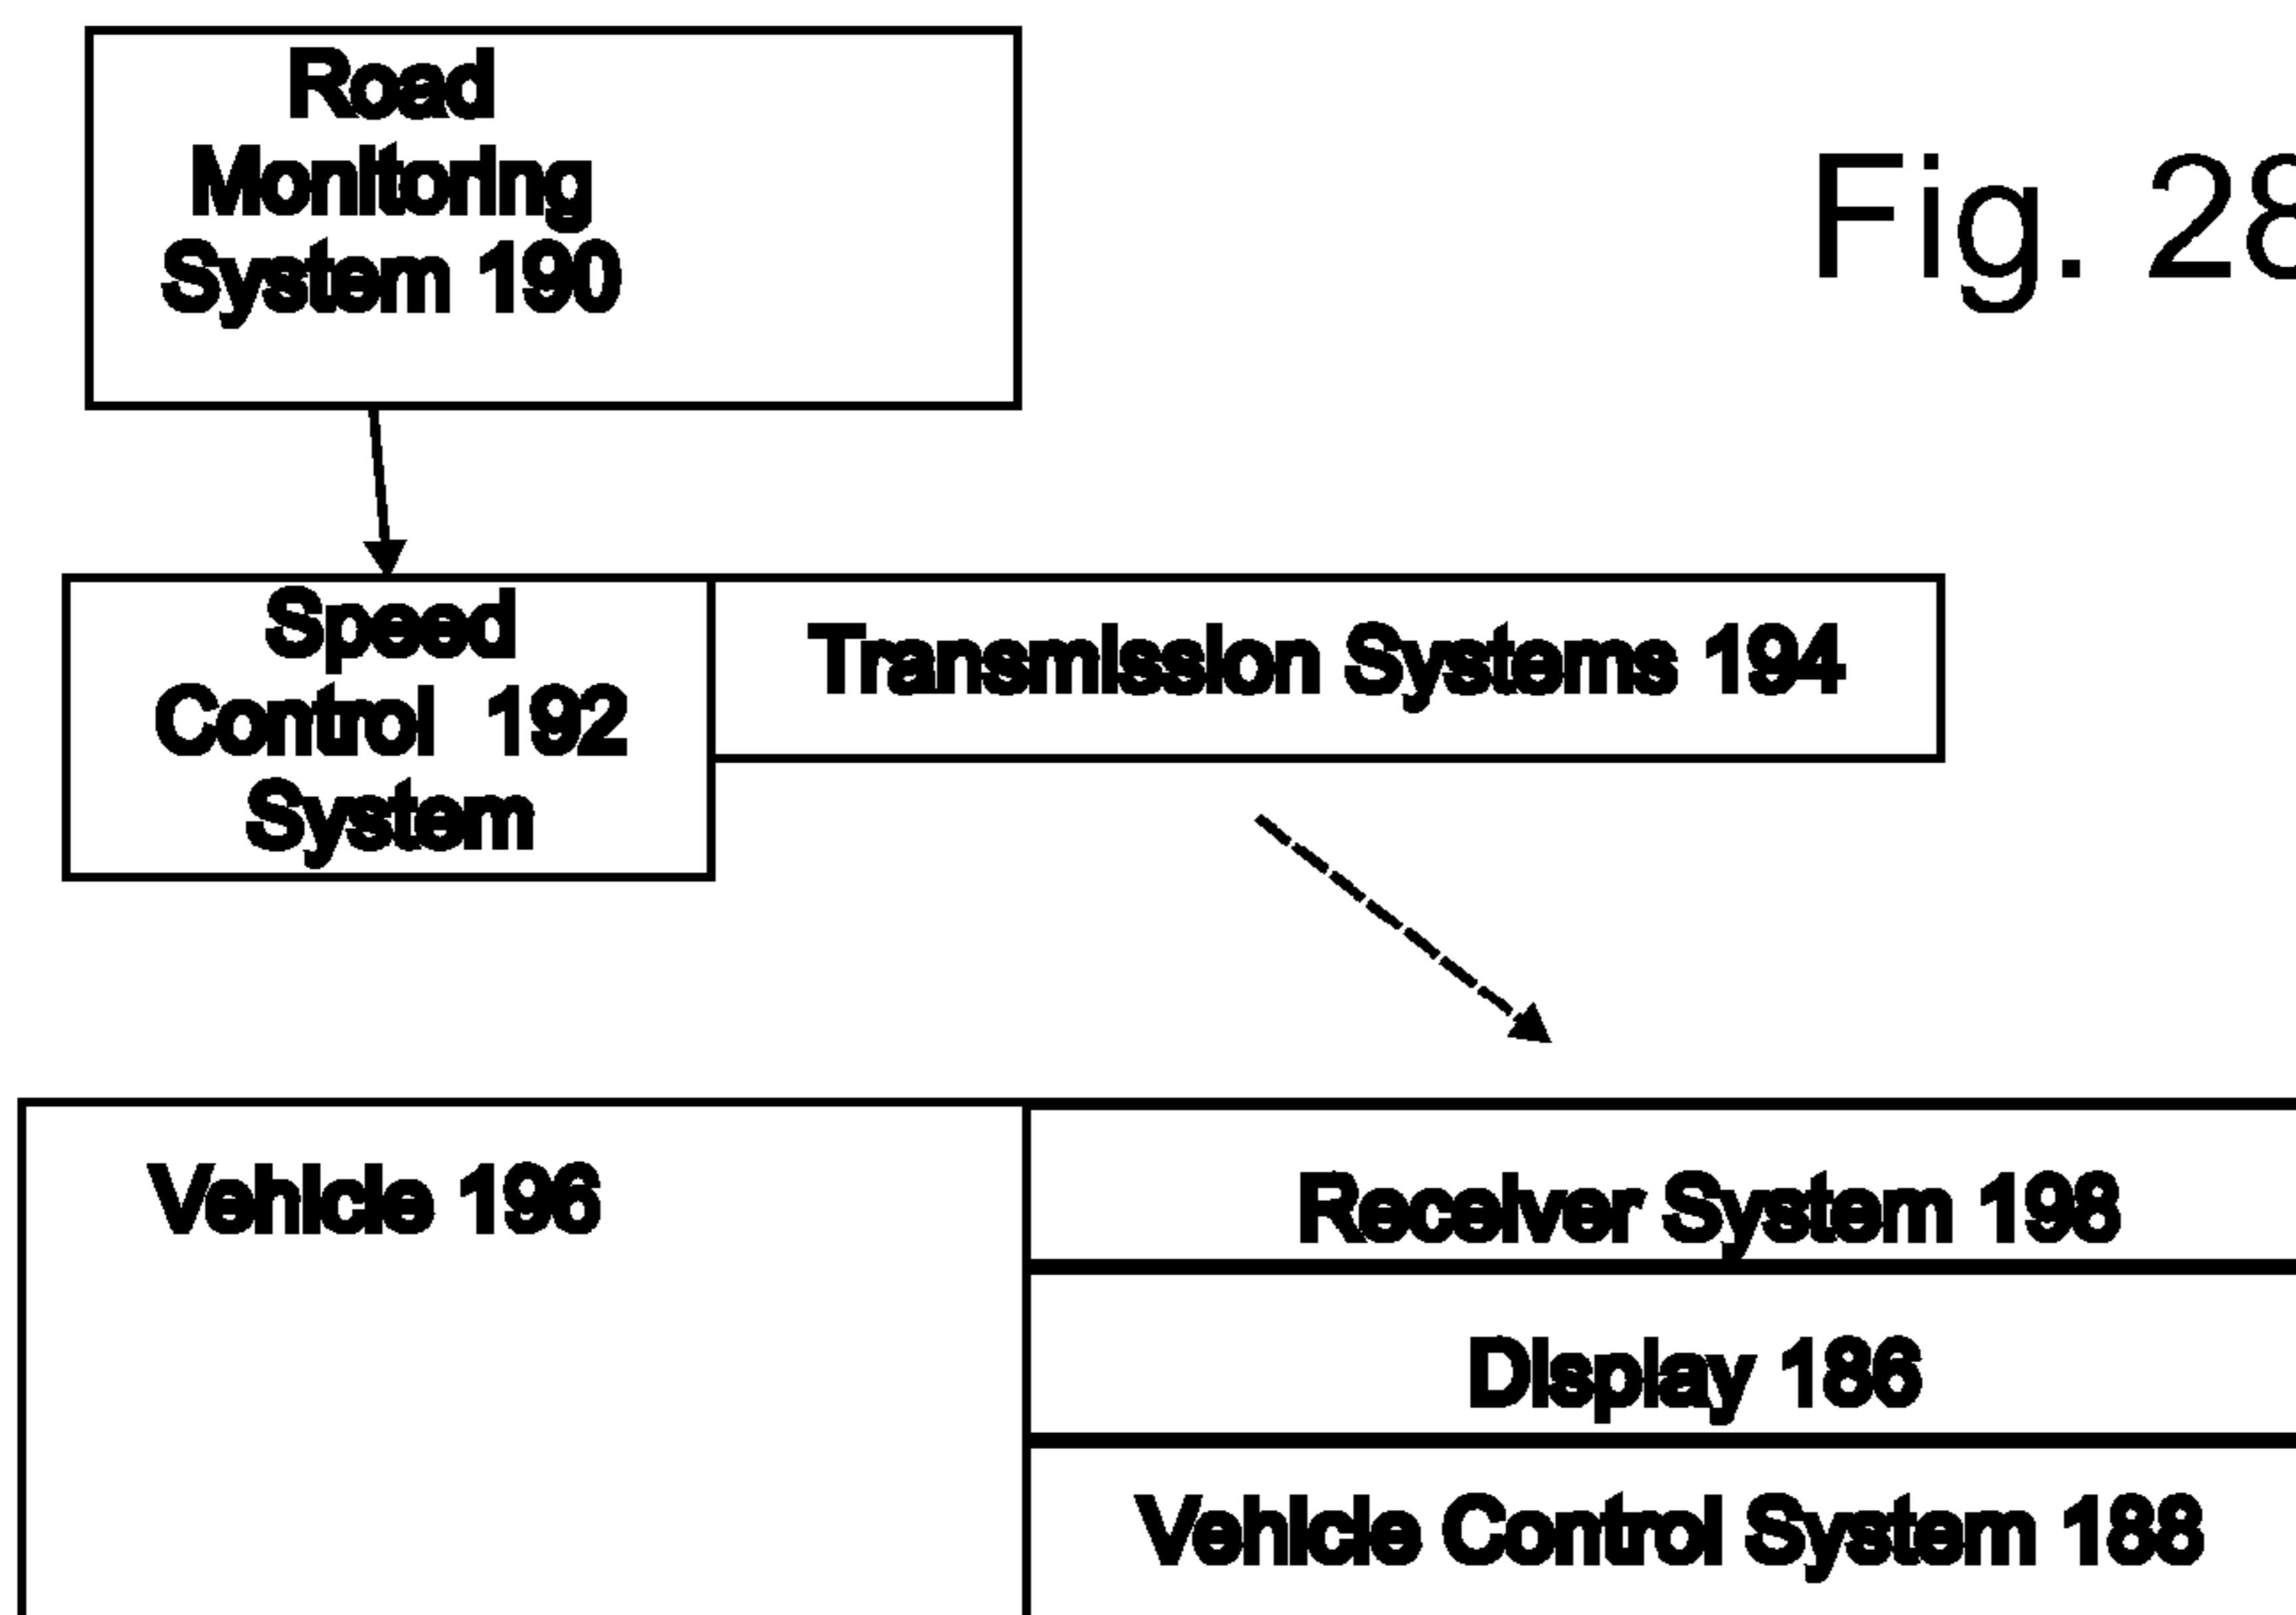 Road
Monitoring
System 190
Fig. 28
Speed
Control 192
System
Transmission Systems 194
Vehicle 196
Receiver System 198
Display 186
Vehicle Control System 188